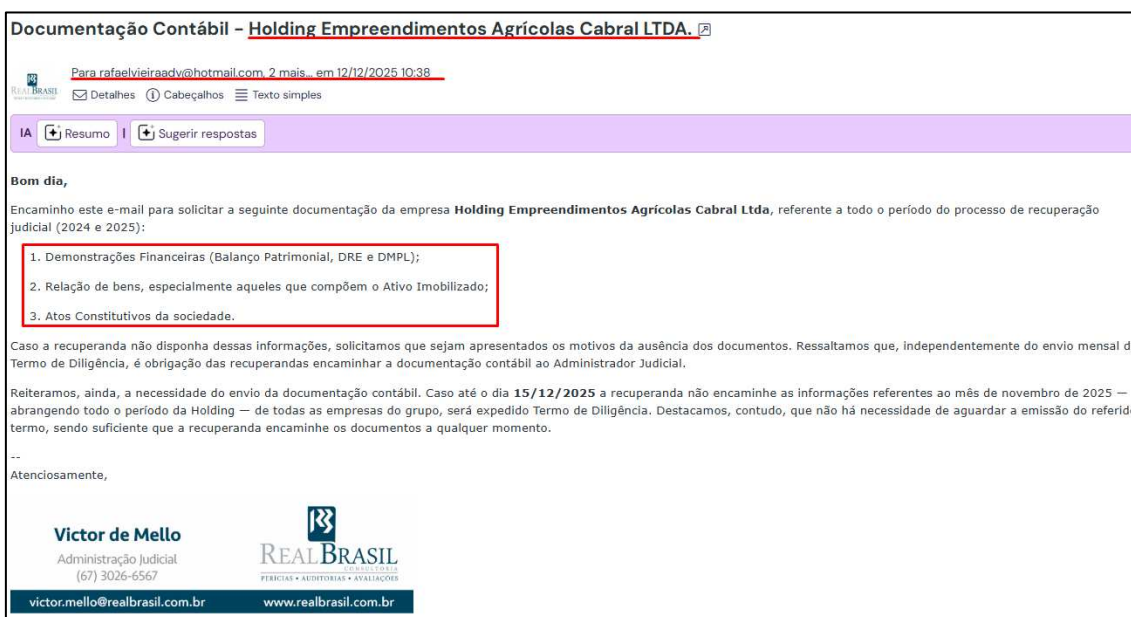 Documentação Contábil – Holding Empreendimentos Agrícolas Cabral LTDA.
Para rafaelvieiraadv@hotmail.com, 2 mais... em 12/12/2025 10:38
REALBRASIL
Detalhes Cabeçalhos Texto simples
IA Resumo | Sugerir respostas
Bom dia,
Encaminho este e-mail para solicitar a seguinte documentação da empresa Holding Empreendimentos Agrícolas Cabral Ltda, referente a todo o período do processo de recuperação
judicial (2024 e 2025):
1. Demonstrações Financeiras (Balanço Patrimonial, DRE e DMPL);
2. Relação de bens, especialmente aqueles que compõem o Ativo Imobilizado;
3. Atos Constitutivos da sociedade.
Caso a recuperanda não disponha dessas informações, solicitamos que sejam apresentados os motivos da ausência dos documentos. Ressaltamos que, independentemente do envio mensal d
Termo de Diligência, é obrigação das recuperandas encaminhar a documentação contábil ao Administrador Judicial.
Reiteramos, ainda, a necessidade do envio da documentação contábil. Caso até o dia 15/12/2025 a recuperanda não encaminhe as informações referentes ao mês de novembro de 2025 —
abrangendo todo o período da Holding — de todas as empresas do grupo, será expedido Termo de Diligência. Destacamos, contudo, que não há necessidade de aguardar a emissão do referid
termo, sendo suficiente que a recuperanda encaminhe os documentos a qualquer momento.
--
Atenciosamente,
Victor de Mello
Administração Judicial
(67) 3026-6567
REALBRASIL
CONSULTORIA
PERÍCIAS • AUDITORIAS • AVALIAÇÕES
victor.mello@realbrasil.com.br www.realbrasil.com.br